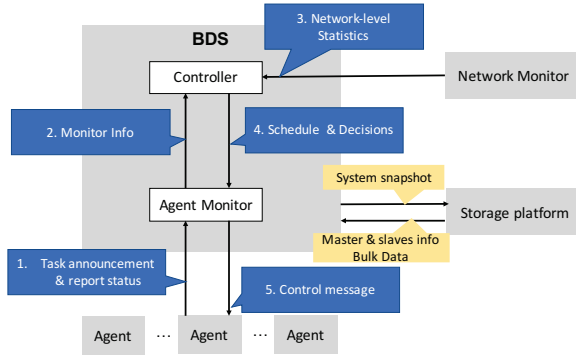 3. Network-level
Statistics
BDS
Controller
Network Monitor
2. Monitor Info
4. Schedule & Decisions
System snapshot
Agent Monitor
Storage platform
Master & slaves info
Bulk Data
1. Task announcement
& report status
5. Control message
Agent ... Agent ... Agent